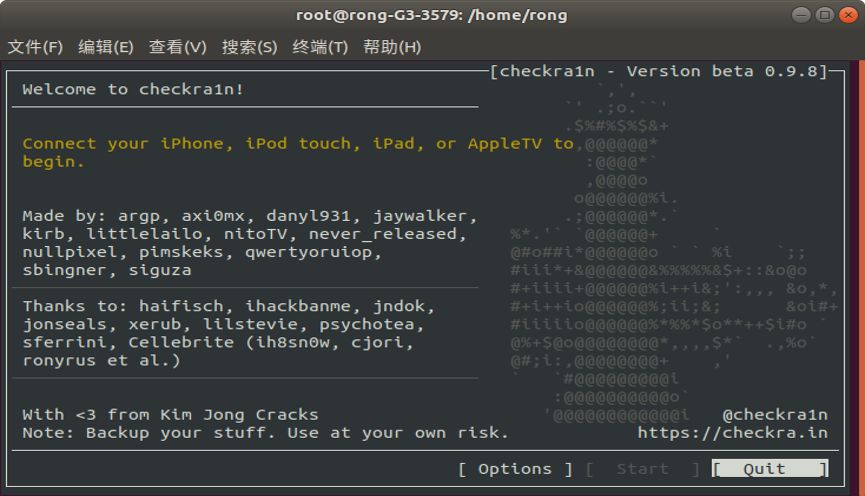 root@rong-G3-3579: /home/rong
文件(F) 编辑(E) 查看(V) 搜索(S) 终端(T) 帮助(H)
[checkra1n - Version beta 0.9.8]
Welcome to checkra1n!
Connect your iPhone, iPod touch, iPad, or AppleTV to
begin.
Made by: argp, axi0mx, danyl931, jaywalker,
kirb, littlelailo, nitoTV, never_released,
nullpixel, pimskeks, qwertyoruiop,
sbingner, siguza
Thanks to: haifisch, ihackbanme, jndok,
jonseals, xerub, lilstevie, psychotea,
sferrini, Cellebrite (ih8sn0w, cjori,
ronyrus et al.)
With <3 from Kim Jong Cracks @checkra1n
Note: Backup your stuff. Use at your own risk. https://checkra.in
[ Options ] [ Start ] [ Quit ]